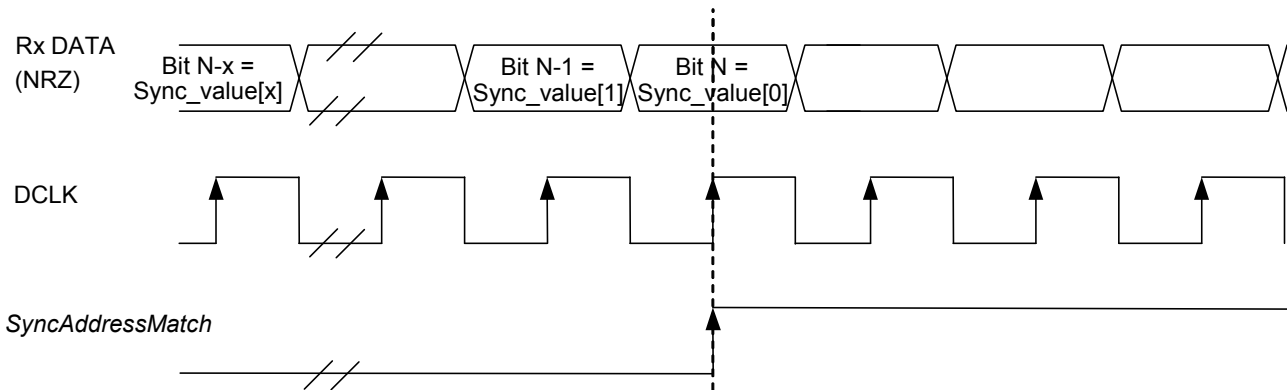 Rx DATA
(NRZ)
Bit N-x =
Sync_value[x]
Bit N-1 =
Sync_value[1]
Bit N =
Sync_value[0]
DCLK
SyncAddressMatch